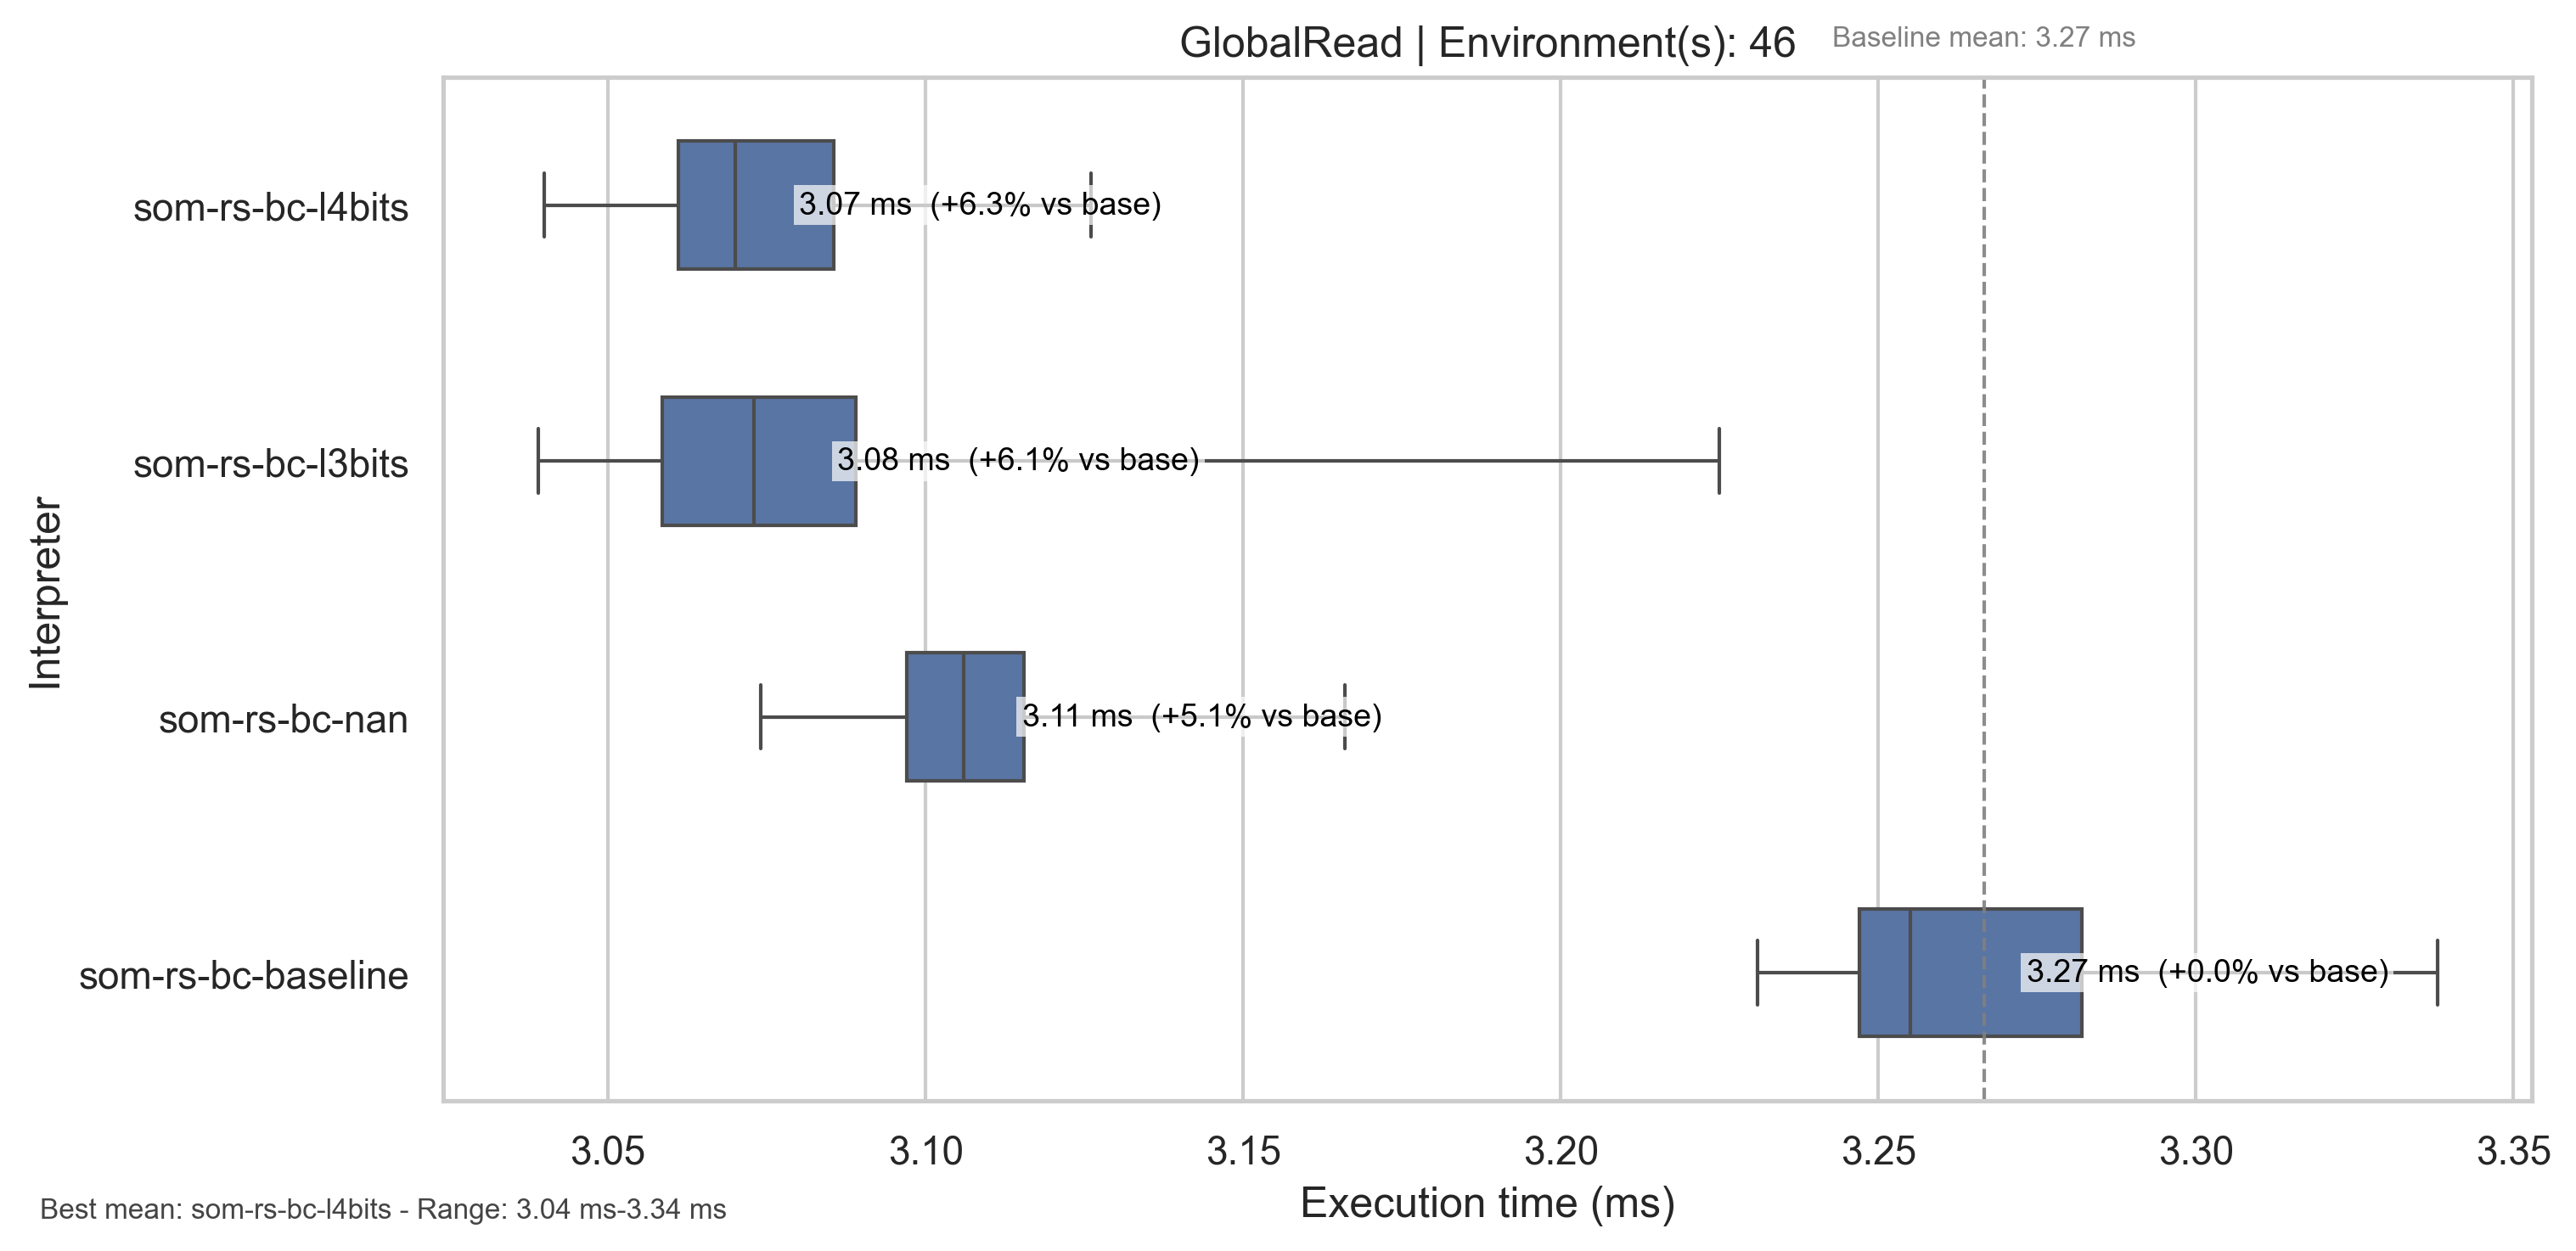 GlobalRead | Environment(s): 46
Baseline mean: 3.27 ms
Interpreter
som-rs-bc-l4bits
3.07 ms (+6.3% vs base)
som-rs-bc-l3bits
3.08 ms (+6.1% vs base)
som-rs-bc-nan
3.11 ms (+5.1% vs base)
som-rs-bc-baseline
3.27 ms (+0.0% vs base)
3.05 3.10 3.15 3.20 3.25 3.30 3.35
Execution time (ms)
Best mean: som-rs-bc-l4bits - Range: 3.04 ms-3.34 ms